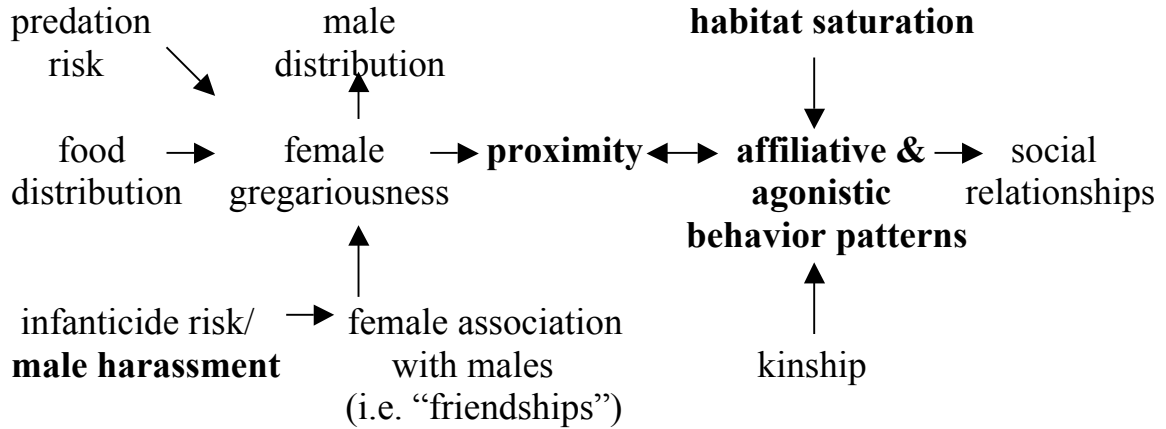 predation risk
male distribution
habitat saturation
food distribution
female gregariousness
proximity
affiliative & agonistic behavior patterns
social relationships
infanticide risk/
male harassment
female association
with males
(i.e. “friendships”)
kinship